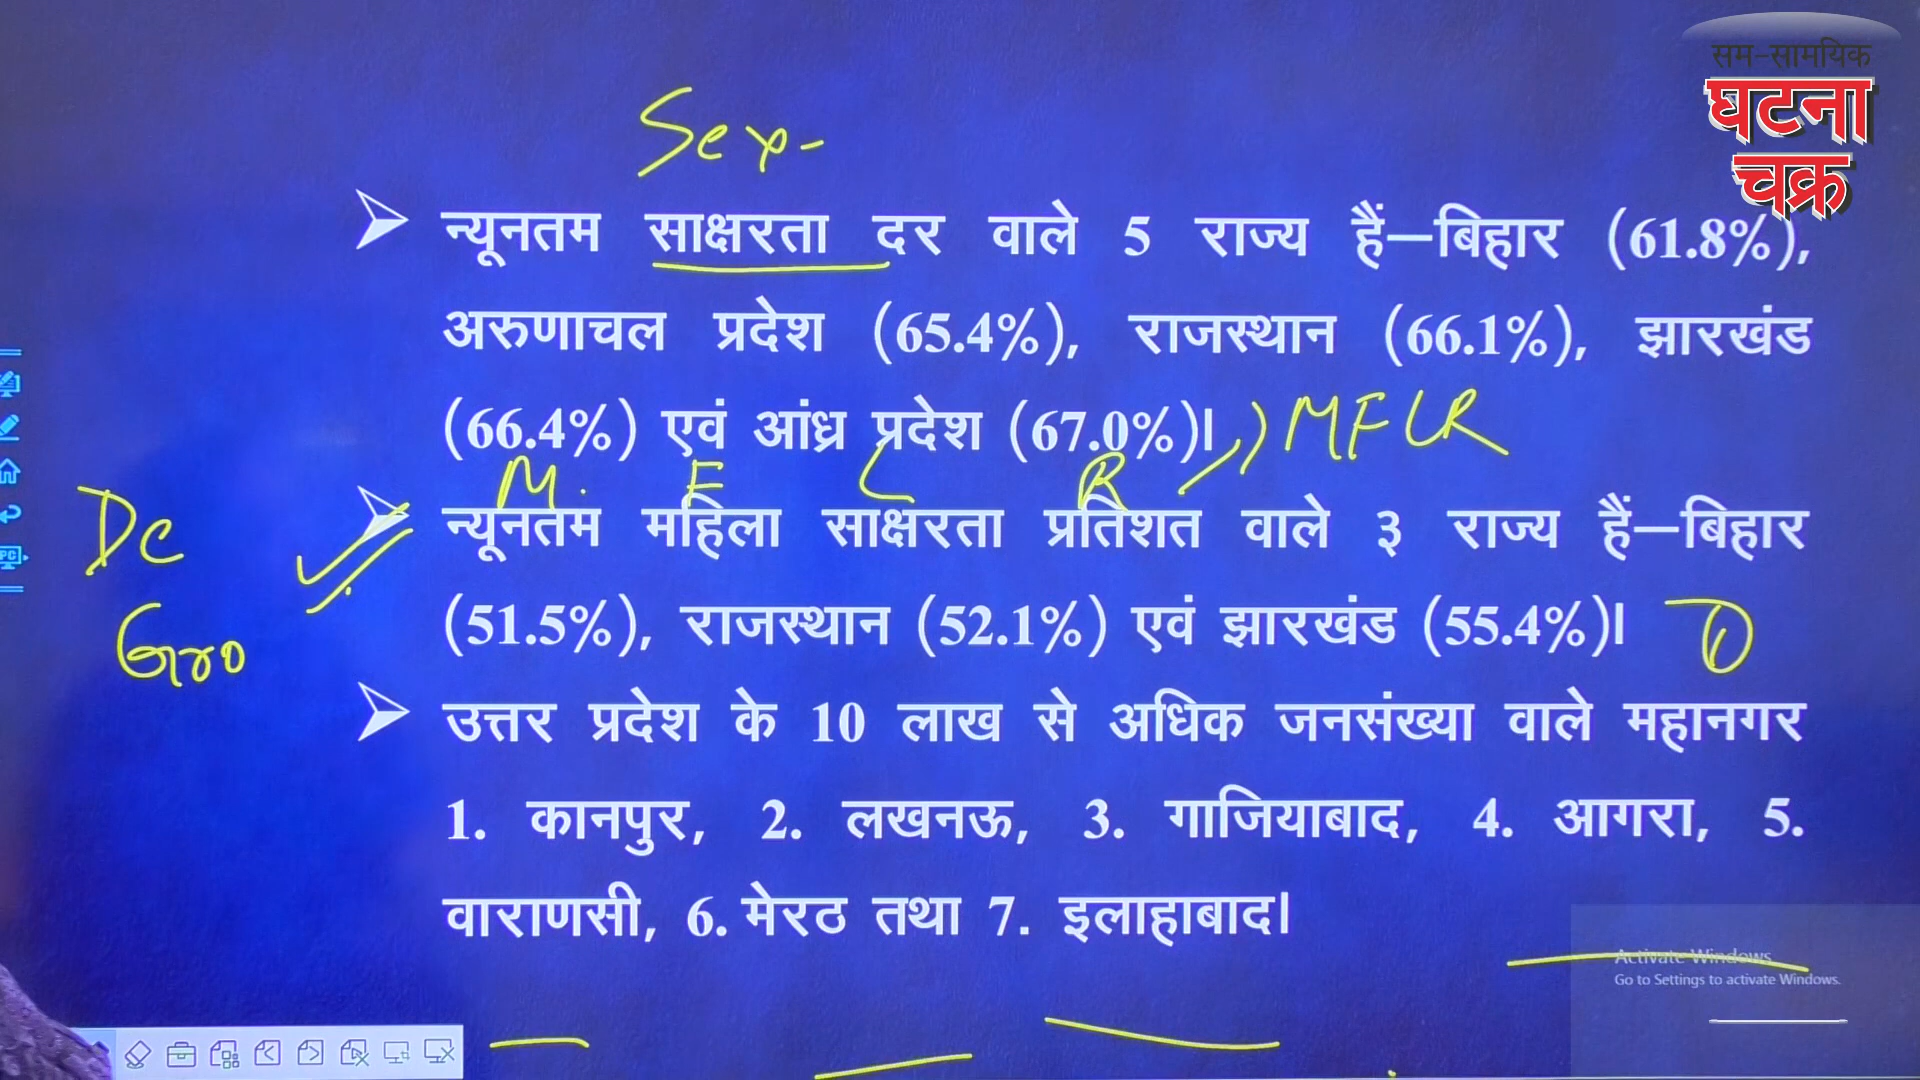 सम-सामयिक
घटना
चक्र
Sex-
न्यूनतम साक्षरता दर वाले 5 राज्य हैं–बिहार (61.8%),
अरुणाचल प्रदेश (65.4%), राजस्थान (66.1%), झारखंड
(66.4%) एवं आंध्र प्रदेश (67.0%)। MFLR
M. F L R
न्यूनतम महिला साक्षरता प्रतिशत वाले ३ राज्य हैं–बिहार
(51.5%), राजस्थान (52.1%) एवं झारखंड (55.4%)। ①
Dc
Gro
उत्तर प्रदेश के 10 लाख से अधिक जनसंख्या वाले महानगर
1. कानपुर, 2. लखनऊ, 3. गाजियाबाद, 4. आगरा, 5.
वाराणसी, 6. मेरठ तथा 7. इलाहाबाद।
Activate Windows
Go to Settings to activate Windows.
PC